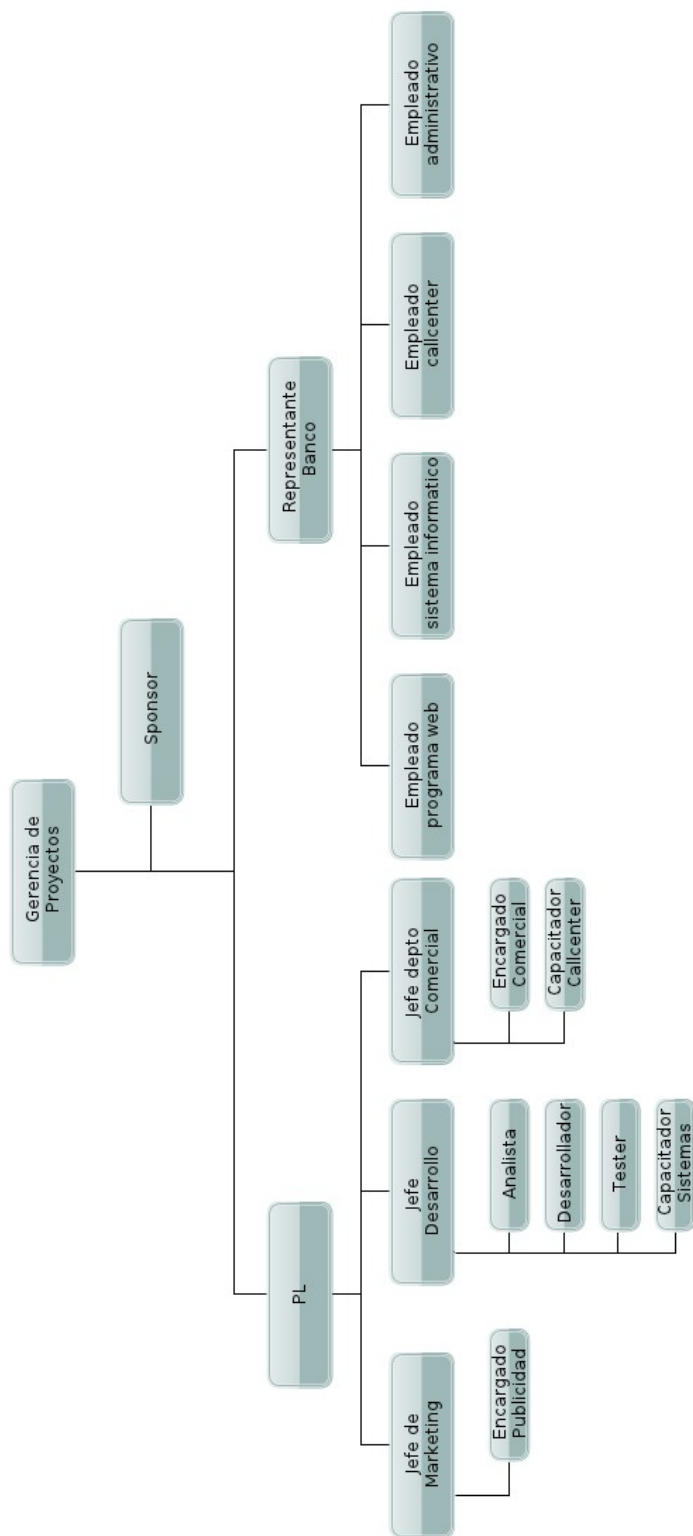 Gerencia de
Proyectos
Sponsor
PL
Representante
Banco
Jefe de
Marketing
Jefe
Desarrollo
Jefe depto
Comercial
Empleado
programa web
Empleado
sistema informatico
Empleado
callcenter
Empleado
administrativo
Encargado
Publicidad
Analista
Desarrollador
Tester
Capacitador
Sistemas
Encargado
Comercial
Capacitador
Callcenter